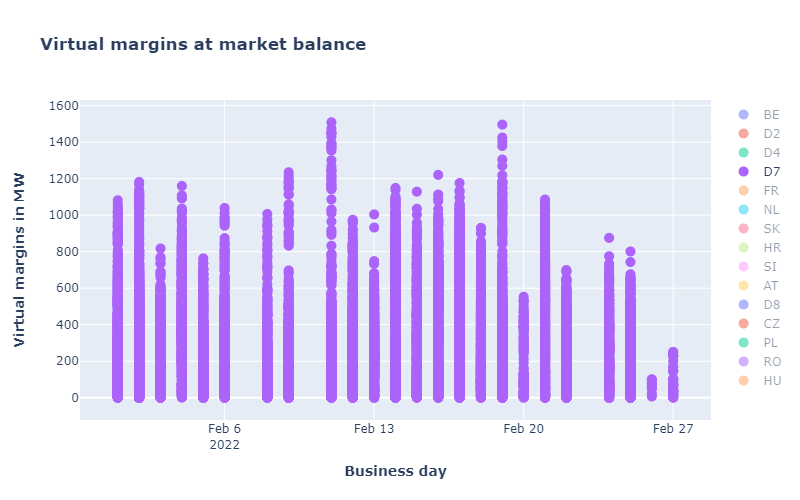 Virtual margins at market balance
Virtual margins in MW
1600
1400
1200
1000
800
600
400
200
0
Feb 6
2022
Feb 13
Feb 20
Feb 27
Business day
BE
D2
D4
D7
FR
NL
SK
HR
SI
AT
D8
CZ
PL
RO
HU